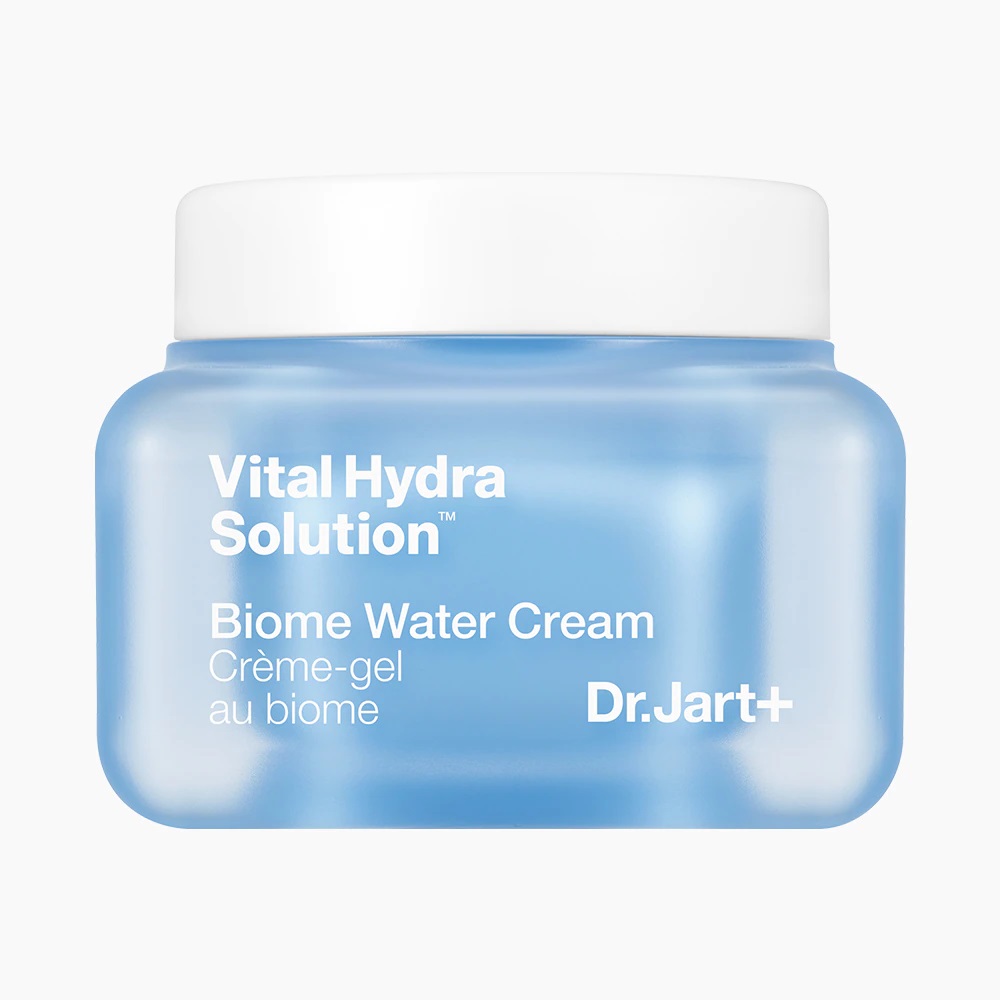 Vital Hydra
Solution™
Biome Water Cream
Crème-gel
au biome
Dr.Jart+